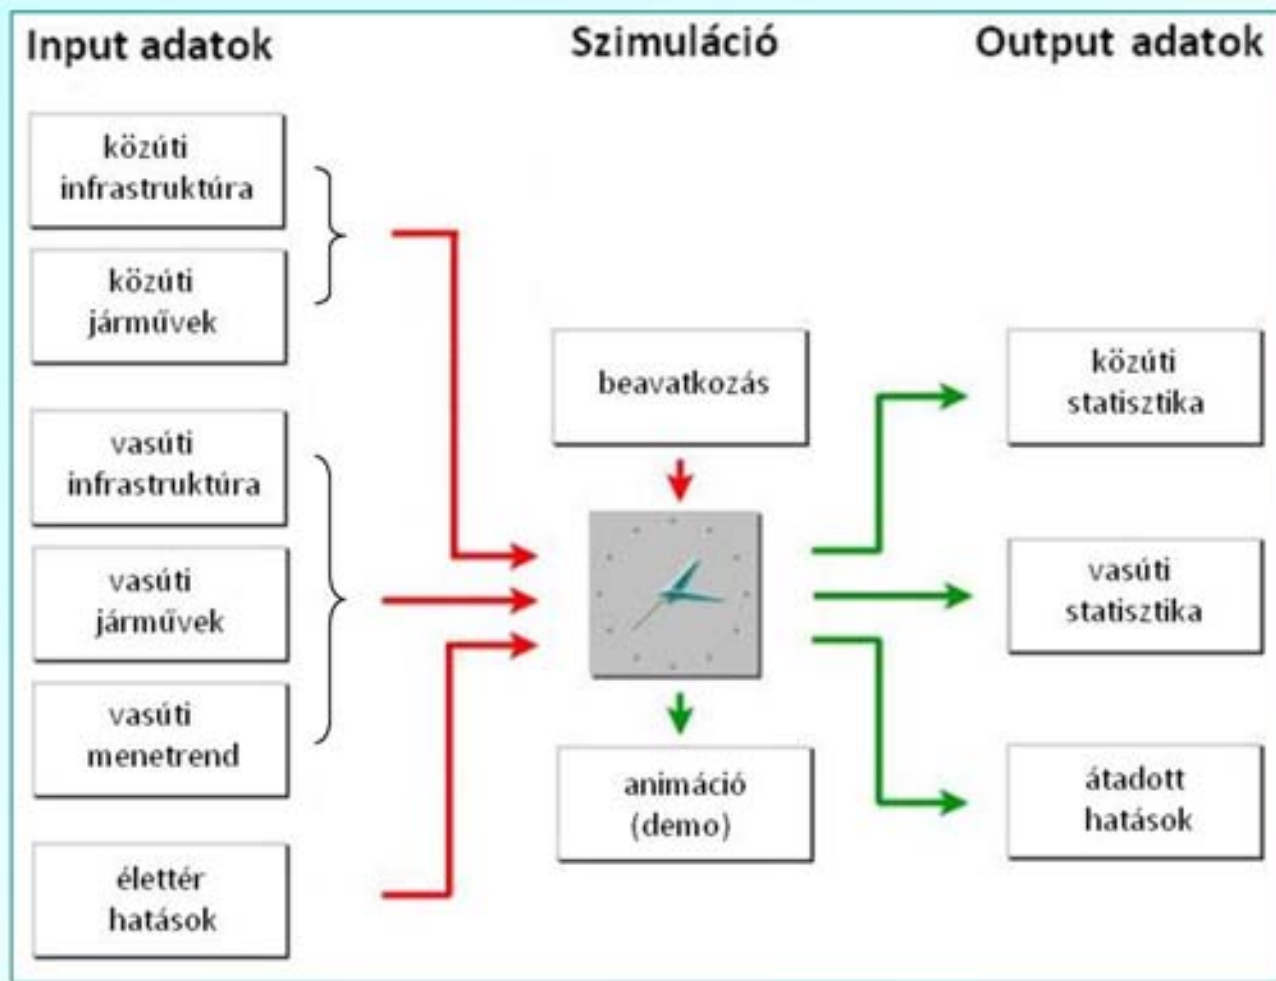 Input adatok
Szimuláció
Output adatok
közúti
infrastruktúra
közúti
járművek
vasúti
infrastruktúra
vasúti
járművek
vasúti
menetrend
élettér
hatások
beavatkozás
animáció
(demo)
közúti
statisztika
vasúti
statisztika
átadott
hatások